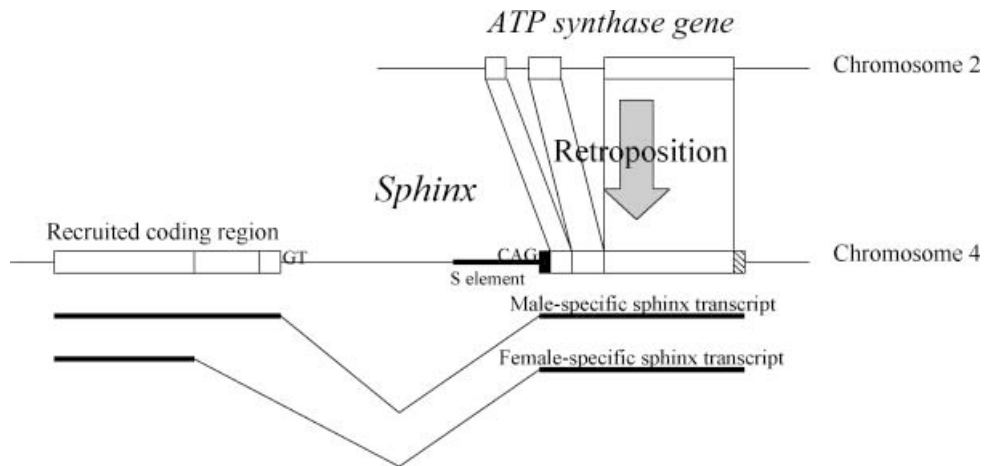 ATP synthase gene
Chromosome 2
Retroposition
Sphinx
Recruited coding region
GT
CAG
Chromosome 4
S element
Male-specific sphinx transcript
Female-specific sphinx transcript